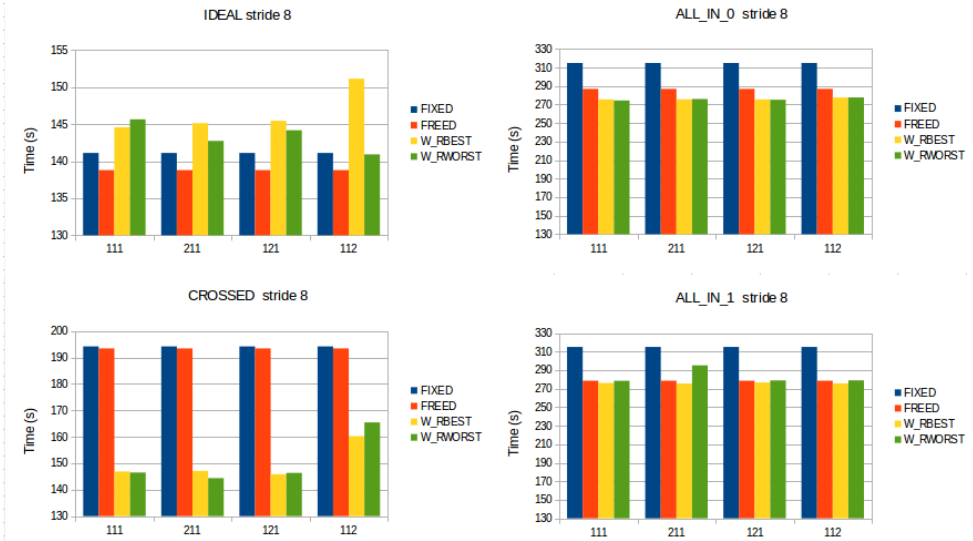 IDEAL stride 8
155
150
145
140
135
130
Time (s)
111
211
121
112
FIXED
FREED
W_RBEST
W_RWORST
ALL_IN_0 stride 8
330
310
290
270
250
230
210
190
170
150
130
Time (s)
111
211
121
112
FIXED
FREED
W_RBEST
W_RWORST
CROSSED stride 8
200
190
180
170
160
150
140
130
Time (s)
111
211
121
112
FIXED
FREED
W_RBEST
W_RWORST
ALL_IN_1 stride 8
330
310
290
270
250
230
210
190
170
150
130
Time (s)
111
211
121
112
FIXED
FREED
W_RBEST
W_RWORST